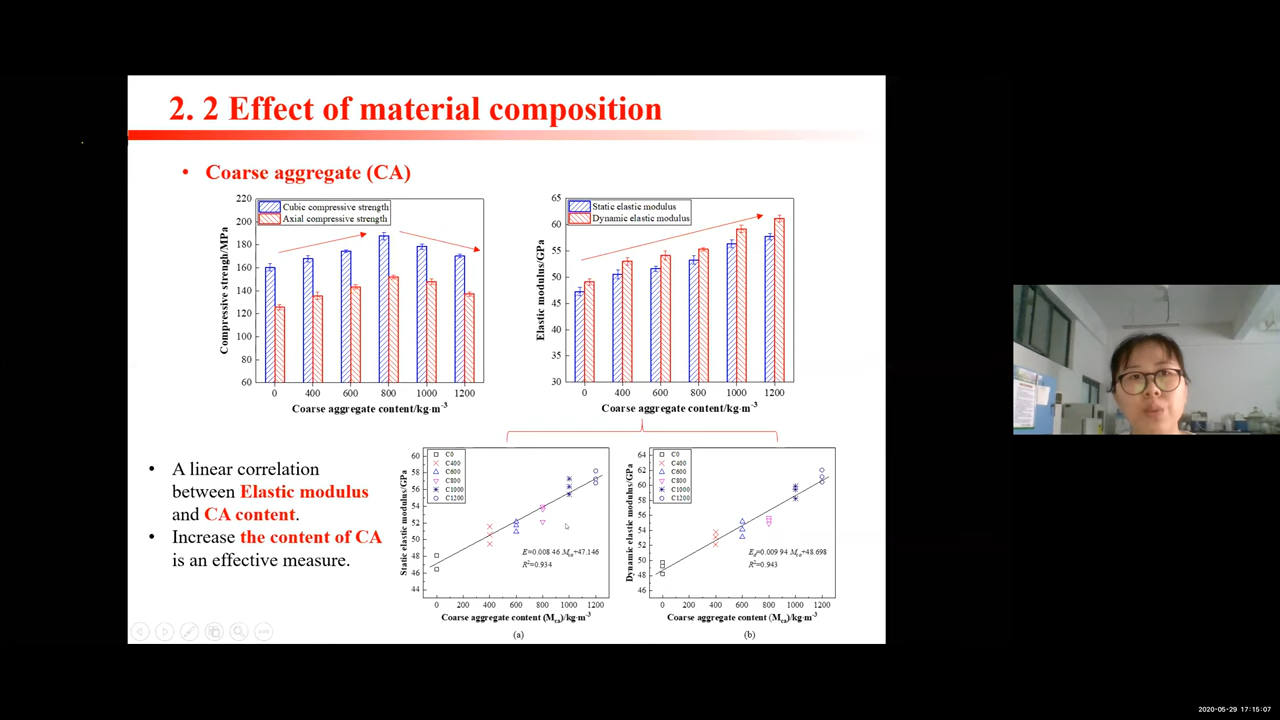 2. 2 Effect of material composition
• Coarse aggregate (CA)
220
200
180
160
140
120
100
80
60
Compressive strengh/MPa
Cubic compressive strength
Axial compressive strength
0 400 600 800 1000 1200
Coarse aggregate content/kg·m-3
65
60
55
50
45
40
35
30
Elastic modulus/GPa
Static elastic modulus
Dynamic elastic modulus
0 400 600 800 1000 1200
Coarse aggregate content/kg·m-3
• A linear correlation
between Elastic modulus
and CA content.
• Increase the content of CA
is an effective measure.
60
58
56
54
52
50
48
46
44
Static elastic modulus/GPa
C0
C400
C600
C800
C1000
C1200
E=0.008 46 Mca+47.146
R2=0.934
0 200 400 600 800 1000 1200
Coarse aggregate content (Mca)/kg·m-3
(a)
64
62
60
58
56
54
52
50
48
46
Dynamic elastic modulus/GPa
C0
C400
C600
C800
C1000
C1200
Ed=0.009 94 Mca+48.698
R2=0.943
0 200 400 600 800 1000 1200
Coarse aggregate content (Mca)/kg·m-3
(b)
2020-05-29 17:15:07